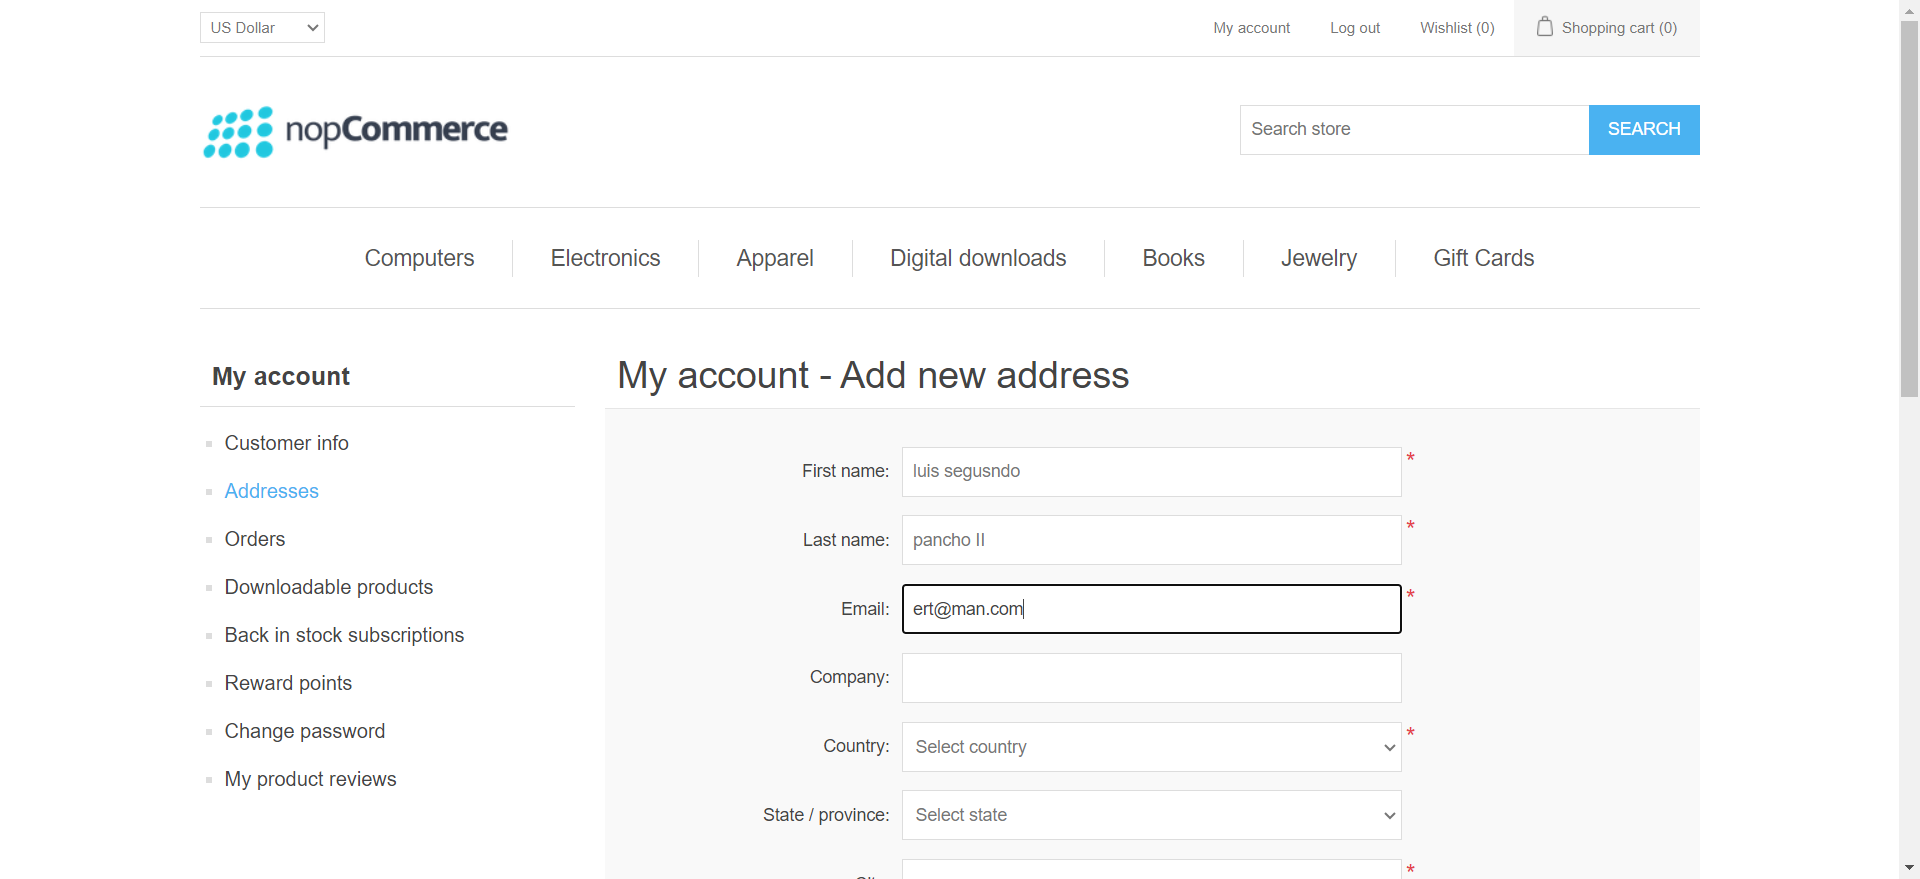 US Dollar
My account
Log out
Wishlist (0)
Shopping cart (0)
nopCommerce
Search store
SEARCH
Computers
Electronics
Apparel
Digital downloads
Books
Jewelry
Gift Cards
My account
Customer info
Addresses
Orders
Downloadable products
Back in stock subscriptions
Reward points
Change password
My product reviews
My account - Add new address
First name: luis segusndo *
Last name: pancho II *
Email: ert@man.com *
Company:
Country: Select country *
State / province: Select state
*